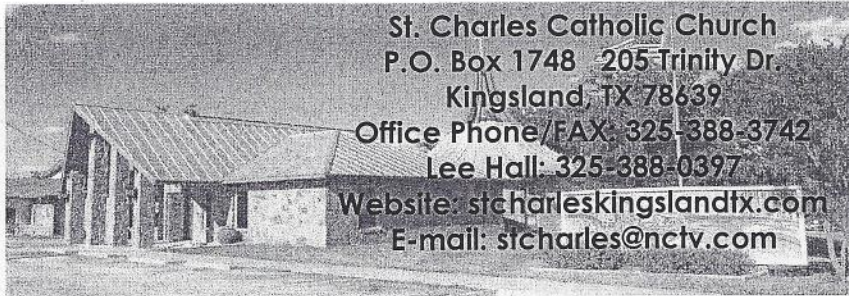 St. Charles Catholic Church
P.O. Box 1748 205 Trinity Dr.
Kingsland, TX 78639
Office Phone/FAX: 325-388-3742
Lee Hall: 325-388-0397
Website: stcharleskingslandtx.com
E-mail: stcharles@nctv.com